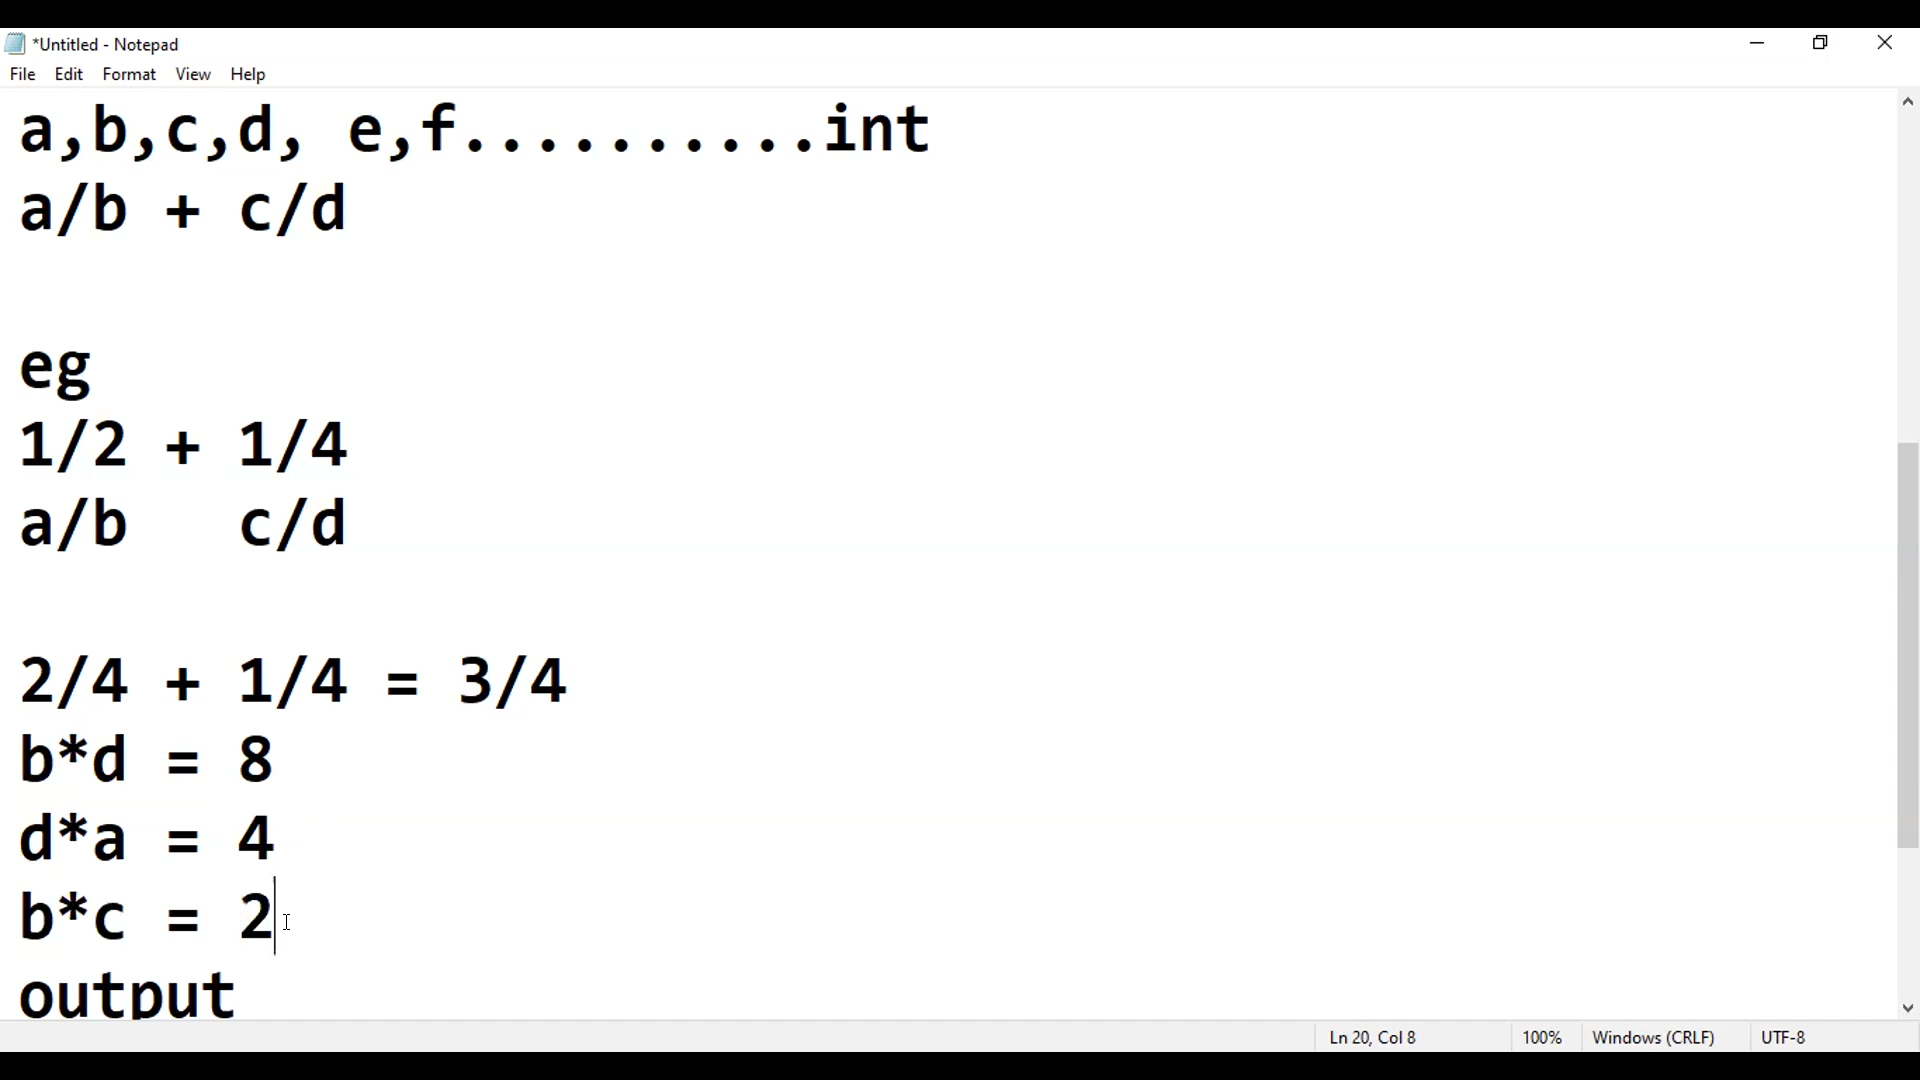 *Untitled - Notepad
File Edit Format View Help
a,b,c,d, e,f..........int
a/b + c/d
eg
1/2 + 1/4
a/b   c/d
2/4 + 1/4 = 3/4
b*d = 8
d*a = 4
b*c = 2
output
Ln 20, Col 8 100% Windows (CRLF) UTF-8